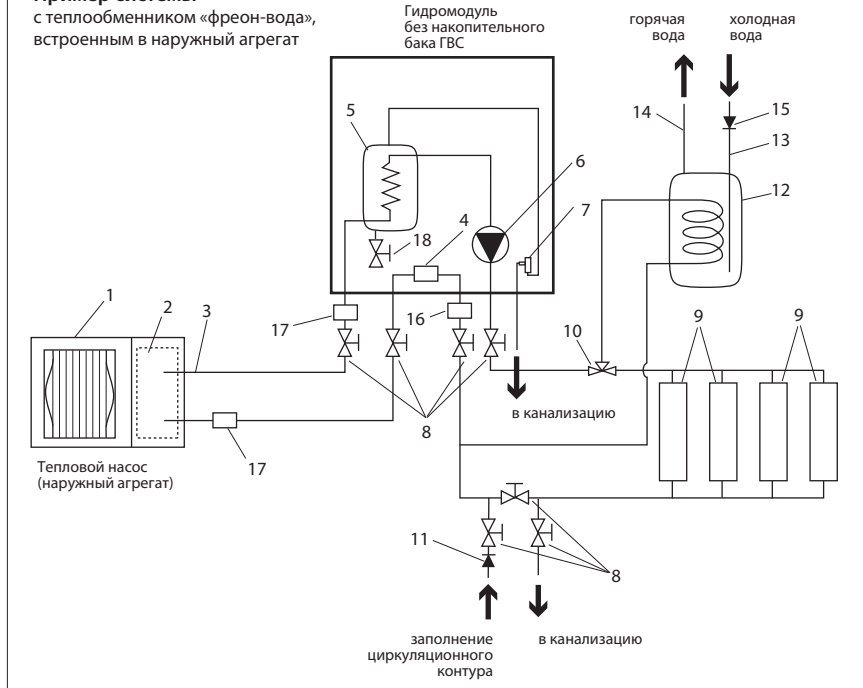 Пример системы
с теплообменником «фреон-вода»,
встроенным в наружный агрегат
Гидромодуль
без накопительного
бака ГВС
горячая
вода
холодная
вода
5
14
15
13
6
12
4
7
18
1
2
3
17
16
10
9
9
8
в канализацию
17
Тепловой насос
(наружный агрегат)
11
8
заполнение
циркуляционного
контура
в канализацию